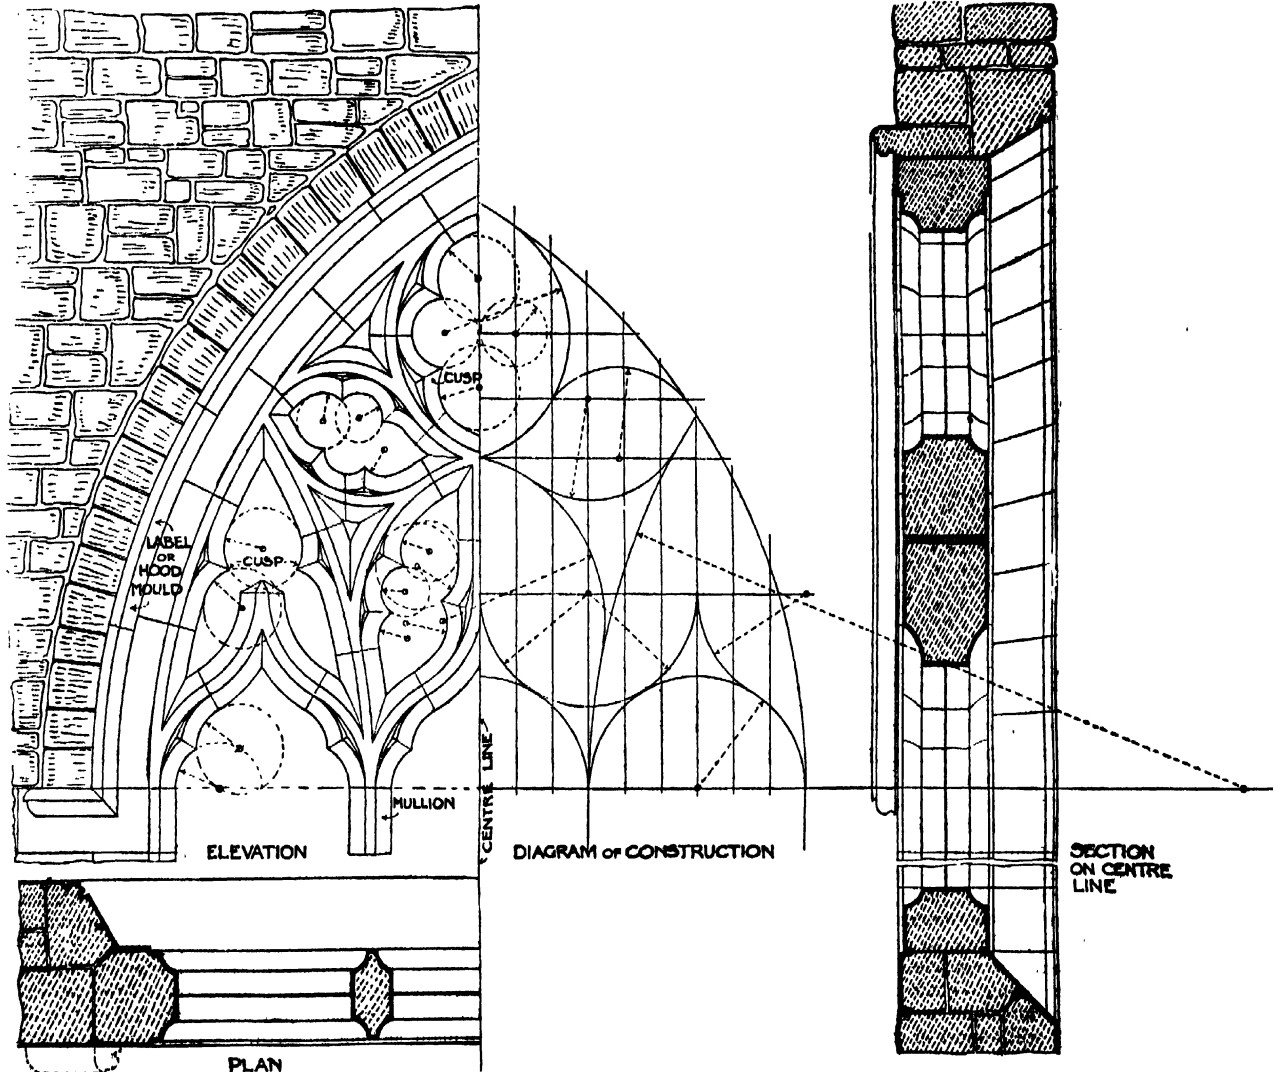 CUSP
LABEL
OR
HOOD
MOULD
CUSP
CENTRE LINE
MULLION
ELEVATION
DIAGRAM OF CONSTRUCTION
SECTION
ON CENTRE
LINE
PLAN